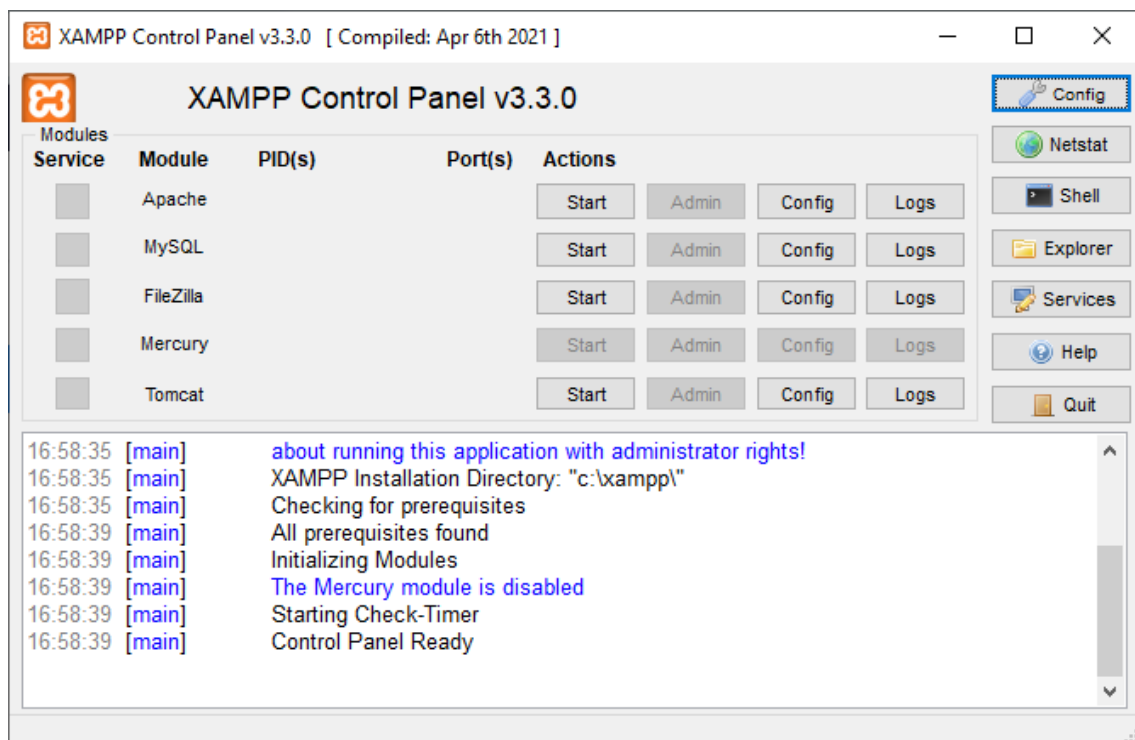 XAMPP Control Panel v3.3.0 [ Compiled: Apr 6th 2021 ]
XAMPP Control Panel v3.3.0
Config
Modules
Netstat
Service Module PID(s) Port(s) Actions
Apache Start Admin Config Logs
Shell
MySQL Start Admin Config Logs
Explorer
FileZilla Start Admin Config Logs
Services
Mercury Start Admin Config Logs
Help
Tomcat Start Admin Config Logs
Quit
16:58:35 [main] about running this application with administrator rights!
16:58:35 [main] XAMPP Installation Directory: "c:\xampp\"
16:58:35 [main] Checking for prerequisites
16:58:39 [main] All prerequisites found
16:58:39 [main] Initializing Modules
16:58:39 [main] The Mercury module is disabled
16:58:39 [main] Starting Check-Timer
16:58:39 [main] Control Panel Ready